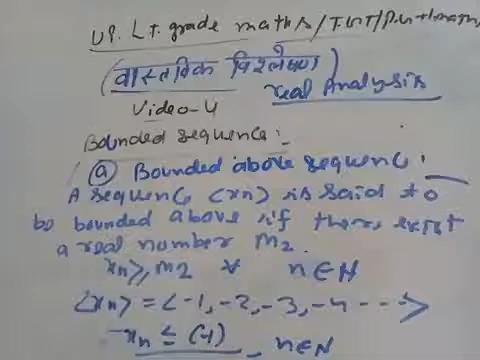 UP. L.T. grade maths/T.G.T/P.G.T maths
(वास्तविक विश्लेषण)
real Analysis
Video-4
Bounded sequence:-
(a) Bounded above sequence:
A sequence <xn> is said to
be bounded above if there exist
a real number m2.
xn ≥, m2 ∀ n∈N
<xn> = <-1, -2, -3, -4 ---->
xn ≤ (-1) n∈N